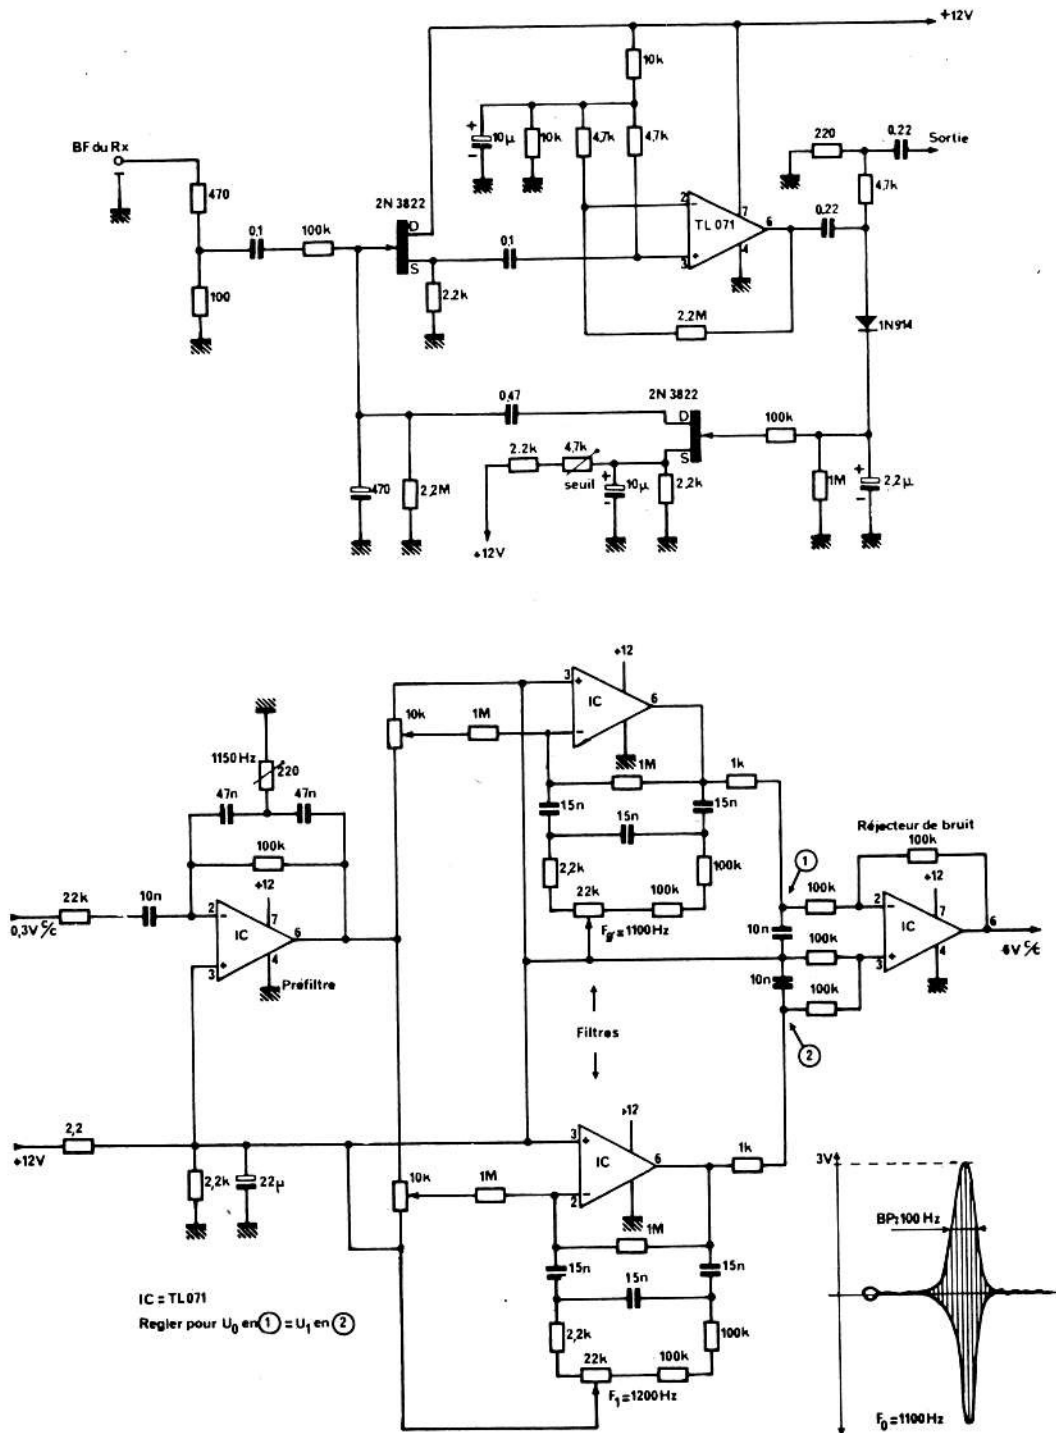 +12V
10k
10µ
10k
4,7k
4,7k
220
0,22
Sortie
BF du Rx
470
2N 3822
D
S
0,1
100k
0,1
2
TL 071
7
6
4
3
0,22
4,7k
100
2,2k
2,2M
1N914
2N 3822
0,47
D
S
100k
2.2k
4,7k
seuil
470
2,2M
10µ
2,2k
1M
2,2µ
+12V
+12
3
IC
6
10k
1M
1150 Hz
220
47n
47n
1M
1k
15n
15n
15n
100k
Réjecteur de bruit
100k
22k
10n
2,2k
100k
22k
100k
1
100k
+12
0,3V c/c
2
+12
7
IC
6
4
3
Préfiltre
10n
100k
2
7
IC
6
3
10n
100k
Filtres
2
+12
3
IC
6
1k
2,2
+12V
2,2k
22µ
10k
1M
2
1M
15n
15n
15n
3V
BP: 100 Hz
IC = TL071
Regler pour U0 en 1 = U1 en 2
2,2k
100k
22k
100k
F1=1200Hz
F0=1100Hz